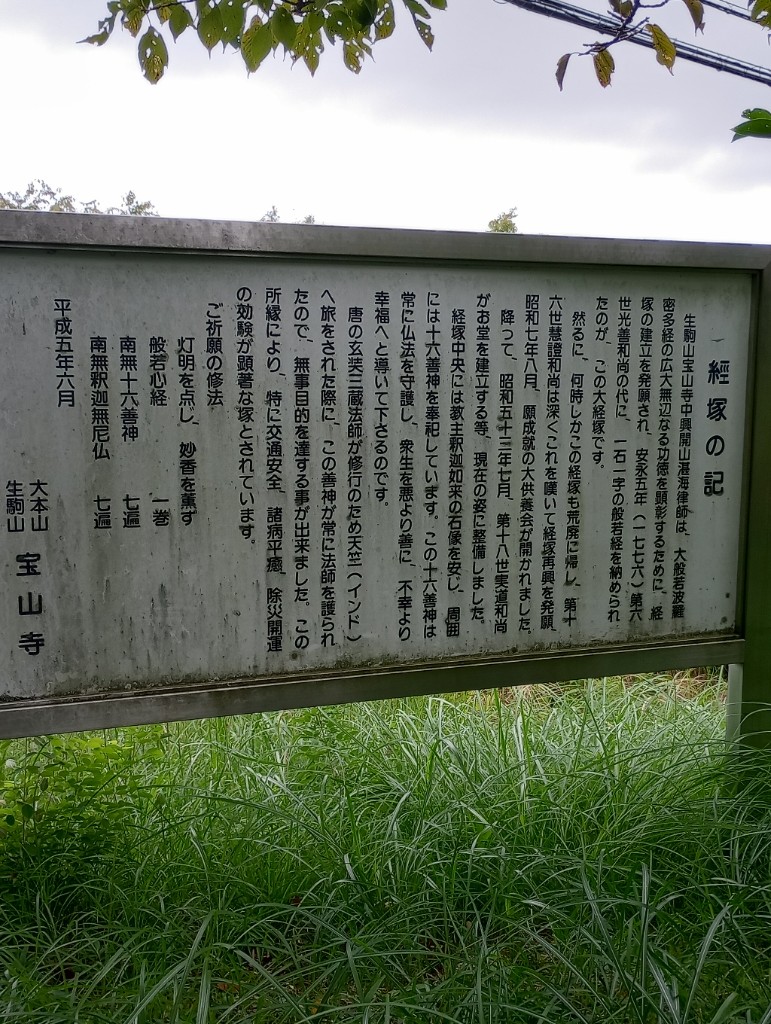 經塚の記
生駒山宝山寺中興開山湛海律師は、大般若波羅
密多経の広大無辺なる功徳を顕彰するために、経
塚の建立を発願され、安永五年(一七七六)第六
世光善和尚の代に、一石一字の般若経を納められ
たのが、この大経塚です。
然るに、何時しかこの経塚も荒廃に帰し、第十
六世慧證和尚は深くこれを嘆いて経塚再興を発願、
昭和七年八月、願成就の大供養会が開かれました。
降つて、昭和五十三年七月、第十八世実道和尚
がお堂を建立する等、現在の姿に整備しました。
経塚中央には教主釈迦如来の石像を安じ、周囲
には十六善神を奉祀しています。この十六善神は
常に仏法を守護し、衆生を悪より善に、不幸より
幸福へと導いて下さるのです。
唐の玄奘三蔵法師が修行のため天竺(インド)
へ旅をされた際に、この善神が常に法師を護られ
たので、無事目的を達する事が出来ました。この
所縁により、特に交通安全、諸病平癒、除災開運
の効験が顕著な塚とされています。
ご祈願の修法
灯明を点じ、妙香を薫ず
般若心経 一巻
南無十六善神 七遍
南無釈迦無尼仏 七遍
平成五年六月
大本山
生駒山 宝山寺